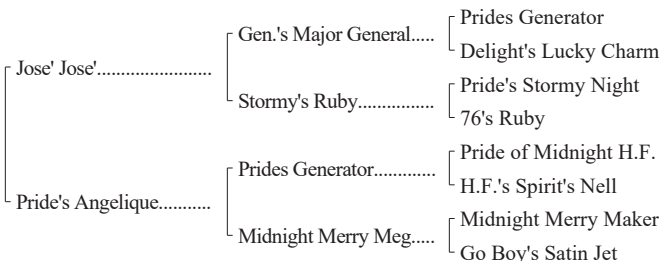 Prides Generator
Gen.'s Major General.....
Delight's Lucky Charm
Jose' Jose'.......................
Pride's Stormy Night
Stormy's Ruby................
76's Ruby
Pride of Midnight H.F.
Prides Generator.............
H.F.'s Spirit's Nell
Pride's Angelique...........
Midnight Merry Maker
Midnight Merry Meg.....
Go Boy's Satin Jet